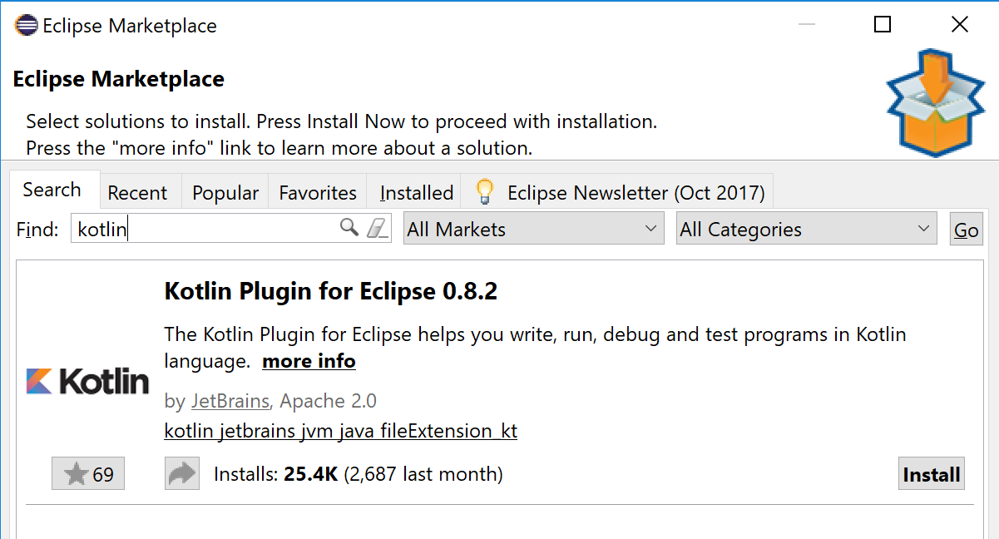 Eclipse Marketplace
Eclipse Marketplace
Select solutions to install. Press Install Now to proceed with installation.
Press the "more info" link to learn more about a solution.
Search Recent Popular Favorites Installed Eclipse Newsletter (Oct 2017)
Find: kotlin All Markets All Categories Go
Kotlin Plugin for Eclipse 0.8.2
The Kotlin Plugin for Eclipse helps you write, run, debug and test programs in Kotlin
language. more info
Kotlin
by JetBrains, Apache 2.0
kotlin jetbrains jvm java fileExtension_kt
69 Installs: 25.4K (2,687 last month) Install